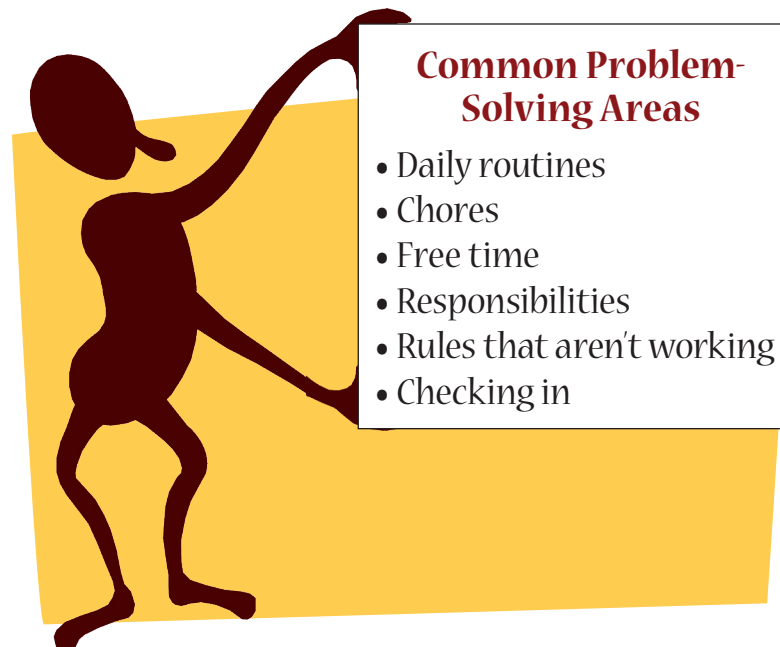 Common Problem-
Solving Areas
• Daily routines
• Chores
• Free time
• Responsibilities
• Rules that aren't working
• Checking in